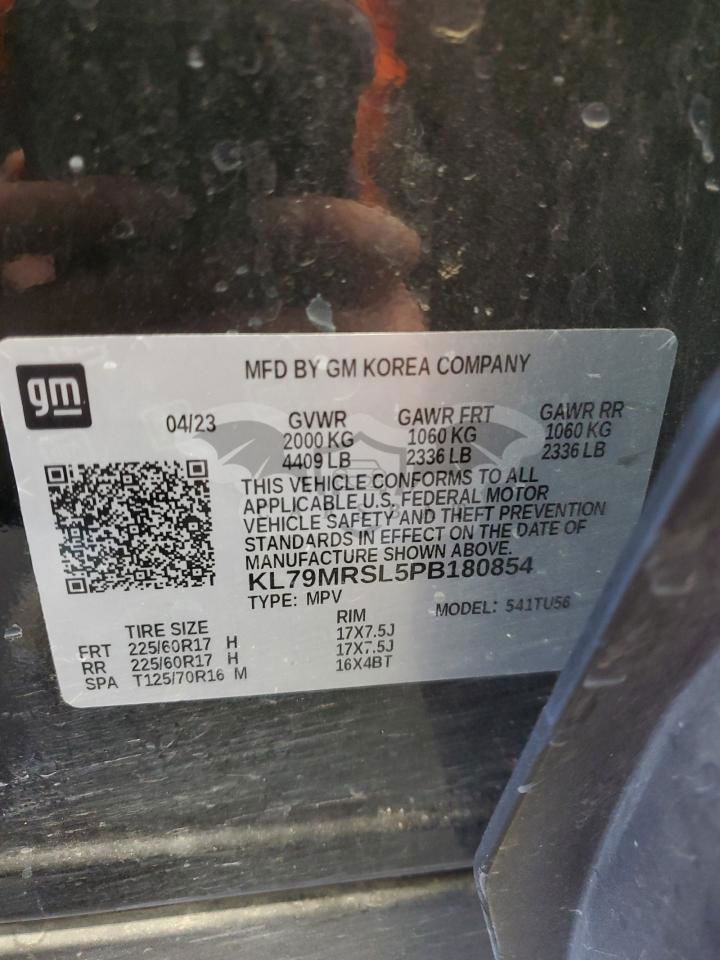 gm
MFD BY GM KOREA COMPANY
04/23
GVWR GAWR FRT GAWR RR
2000 KG 1060 KG 1060 KG
4409 LB 2336 LB 2336 LB
THIS VEHICLE CONFORMS TO ALL
APPLICABLE U.S. FEDERAL MOTOR
VEHICLE SAFETY AND THEFT PREVENTION
STANDARDS IN EFFECT ON THE DATE OF
MANUFACTURE SHOWN ABOVE.
KL79MRSL5PB180854
TYPE: MPV MODEL: 541TU56
TIRE SIZE RIM
FRT 225/60R17 H 17X7.5J
RR 225/60R17 H 17X7.5J
SPA T125/70R16 M 16X4BT